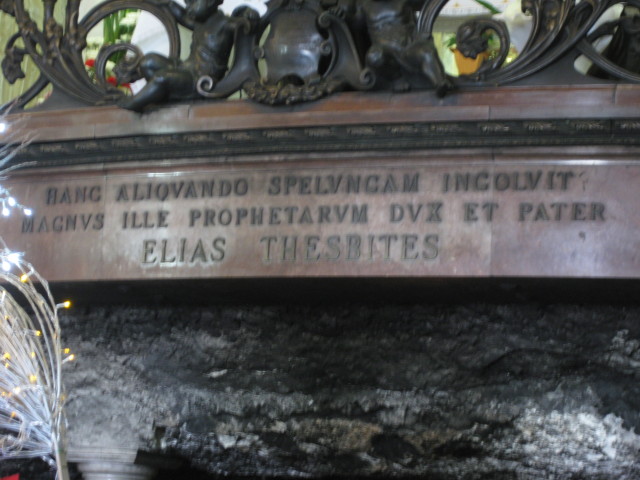 HANC ALIQVANDO SPELVNCAM INCOLVIT
MAGNVS ILLE PROPHETARVM DVX ET PATER
ELIAS THESBITES